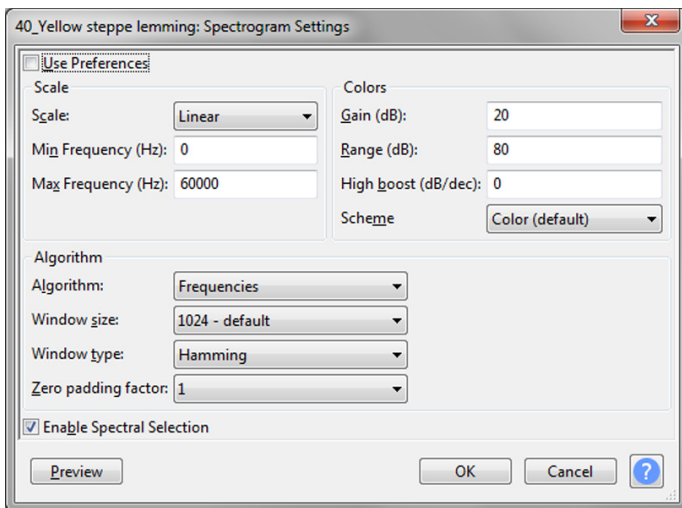 40_Yellow steppe lemming: Spectrogram Settings
x
Use Preferences
Scale
Scale: Linear
Min Frequency (Hz): 0
Max Frequency (Hz): 60000
Colors
Gain (dB): 20
Range (dB): 80
High boost (dB/dec): 0
Scheme Color (default)
Algorithm
Algorithm: Frequencies
Window size: 1024 - default
Window type: Hamming
Zero padding factor: 1
Enable Spectral Selection
Preview OK Cancel ?